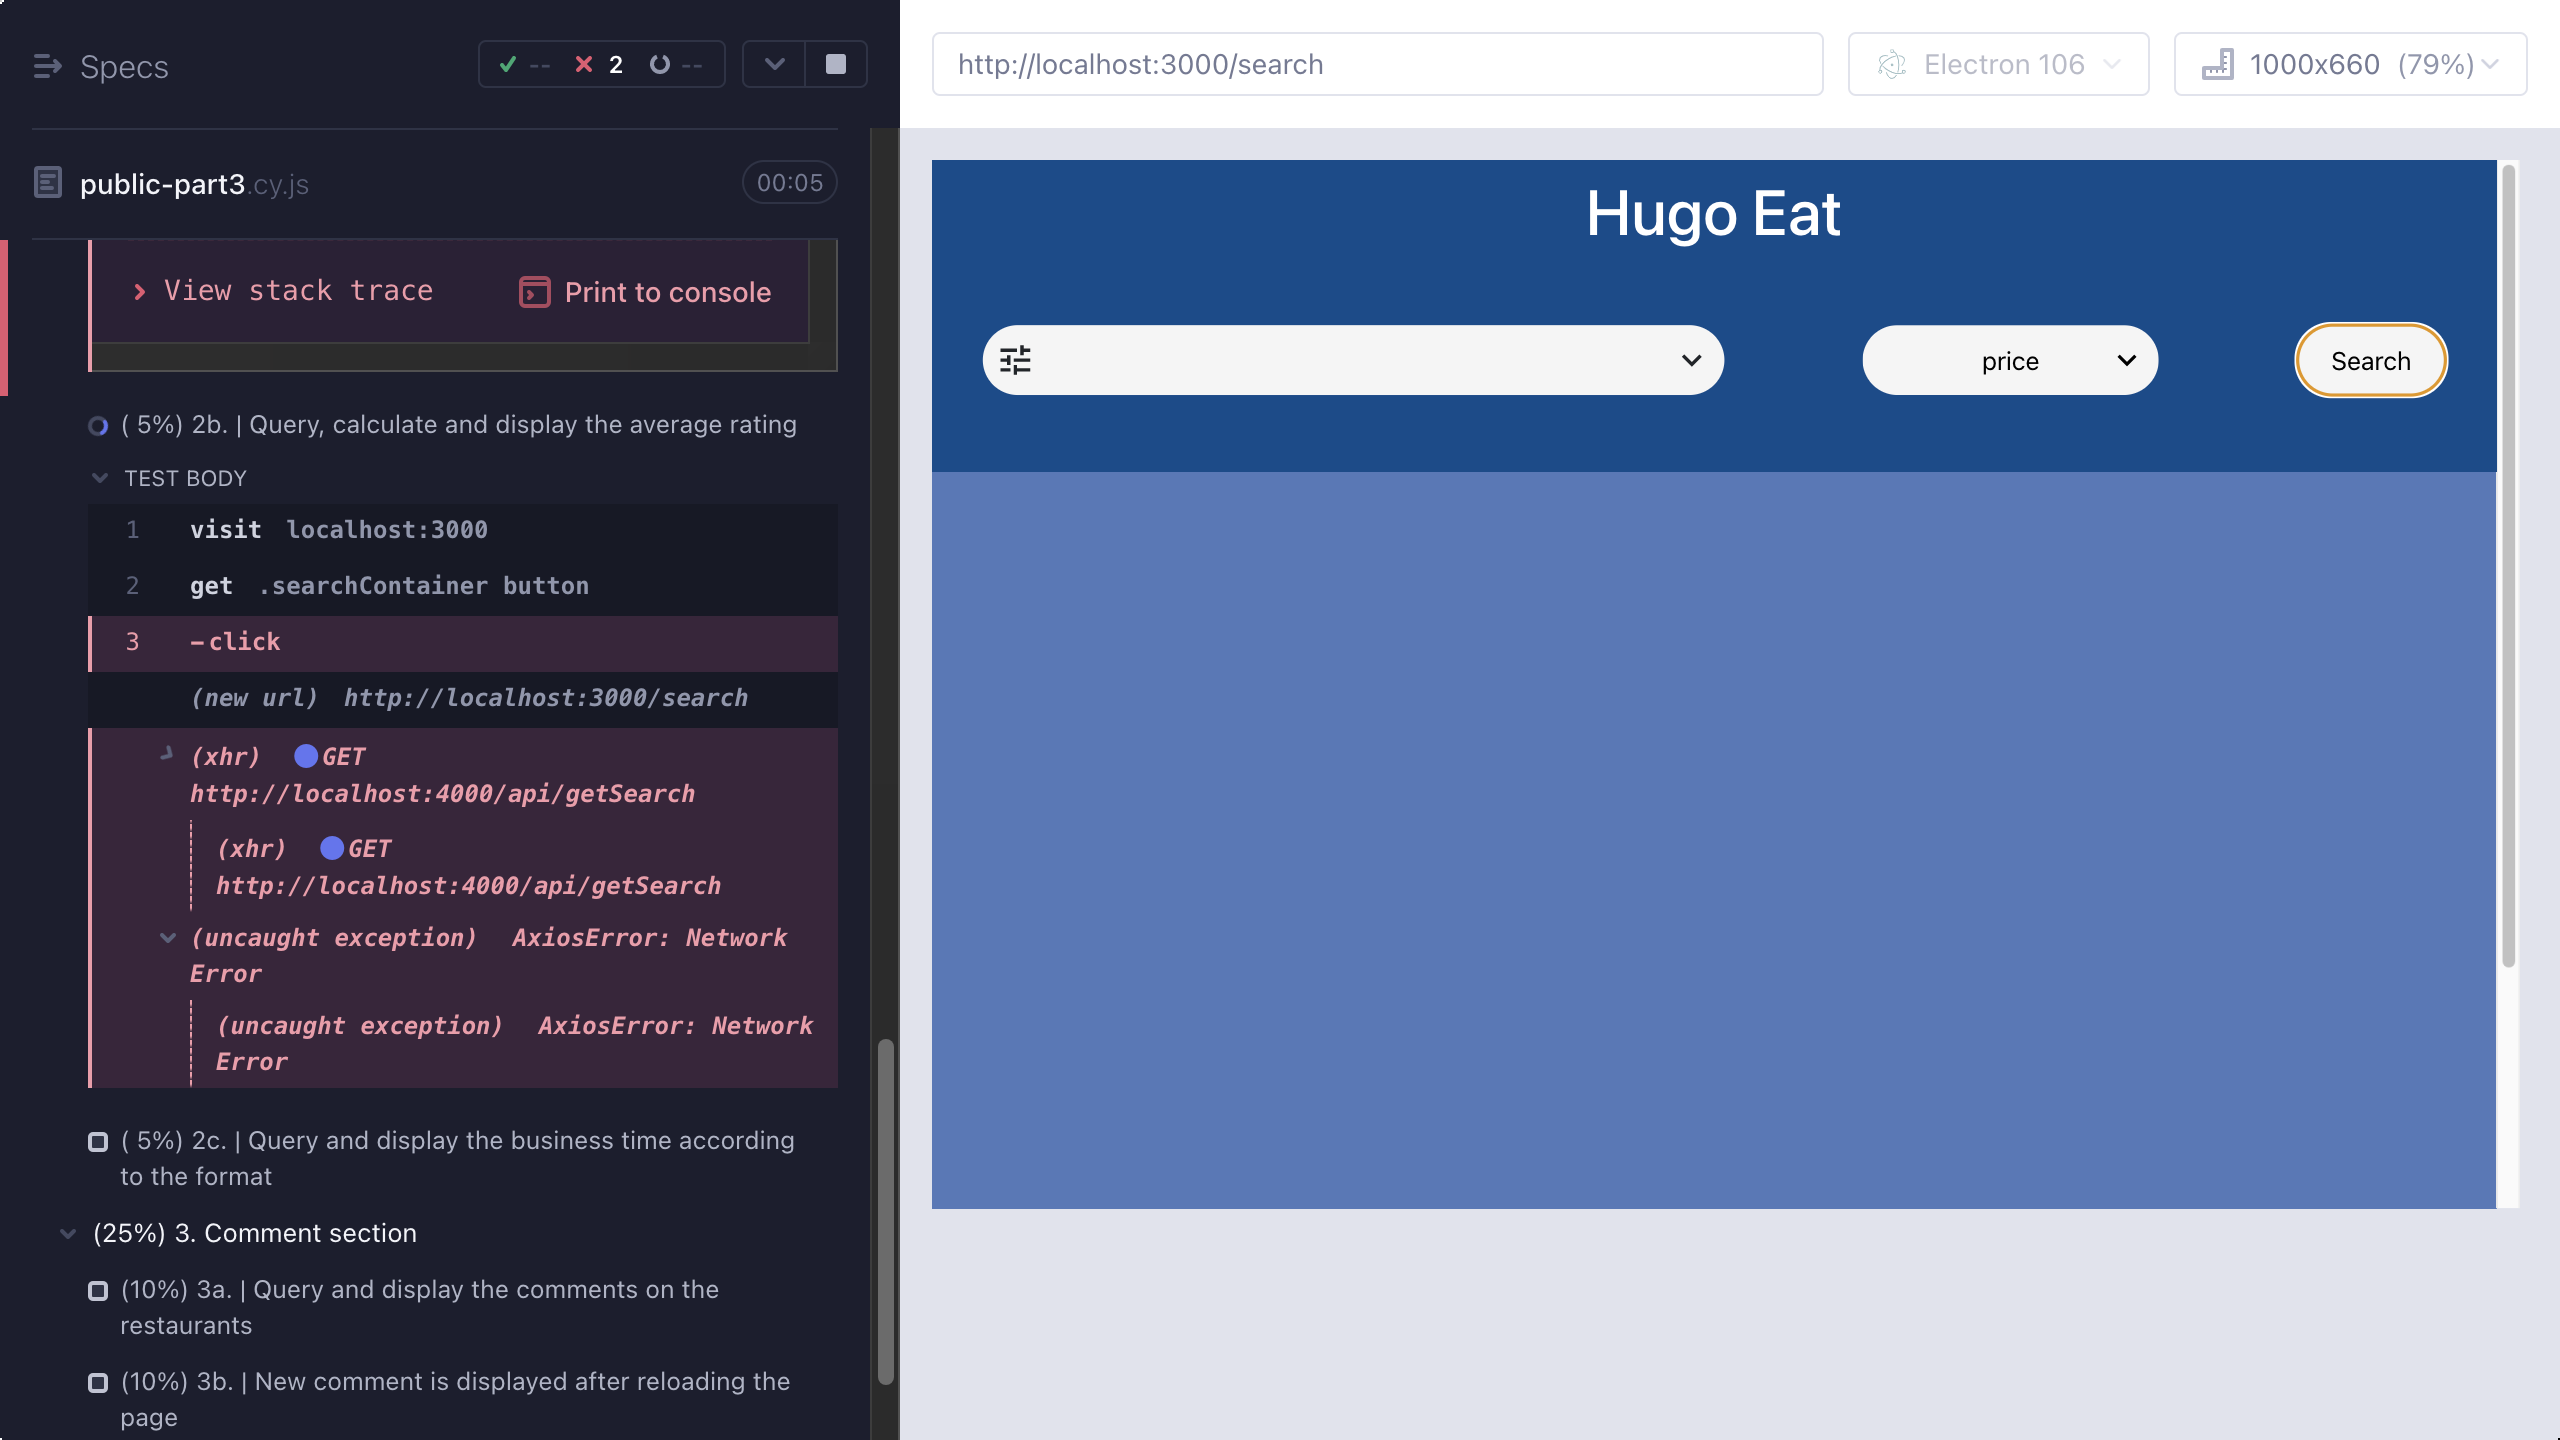 Specs
-- 2 --
http://localhost:3000/search
Electron 106
1000x660 (79%)
public-part3.cy.js
00:05
View stack trace
Print to console
( 5%) 2b. | Query, calculate and display the average rating
TEST BODY
1 visit localhost:3000
2 get .searchContainer button
3 -click
(new url) http://localhost:3000/search
(xhr) GET
http://localhost:4000/api/getSearch
(xhr) GET
http://localhost:4000/api/getSearch
(uncaught exception) AxiosError: Network
Error
(uncaught exception) AxiosError: Network
Error
( 5%) 2c. | Query and display the business time according
to the format
(25%) 3. Comment section
(10%) 3a. | Query and display the comments on the
restaurants
(10%) 3b. | New comment is displayed after reloading the
page
Hugo Eat
price
Search